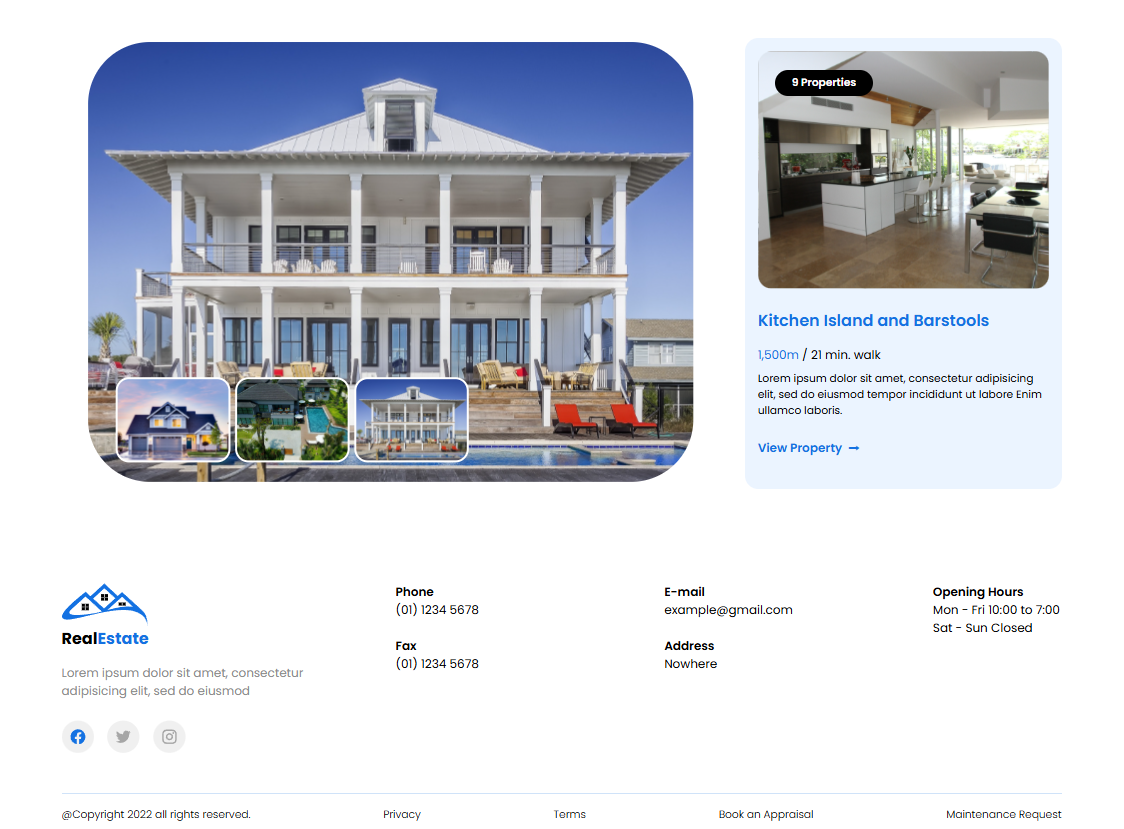 9 Properties
Kitchen Island and Barstools
1,500m / 21 min. walk
Lorem ipsum dolor sit amet, consectetur adipisicing
elit, sed do eiusmod tempor incididunt ut labore Enim
ullamco laboris.
View Property →
RealEstate
Lorem ipsum dolor sit amet, consectetur
adipisicing elit, sed do eiusmod
Phone
(01) 1234 5678
Fax
(01) 1234 5678
E-mail
example@gmail.com
Address
Nowhere
Opening Hours
Mon - Fri 10:00 to 7:00
Sat - Sun Closed
@Copyright 2022 all rights reserved.
Privacy
Terms
Book an Appraisal
Maintenance Request